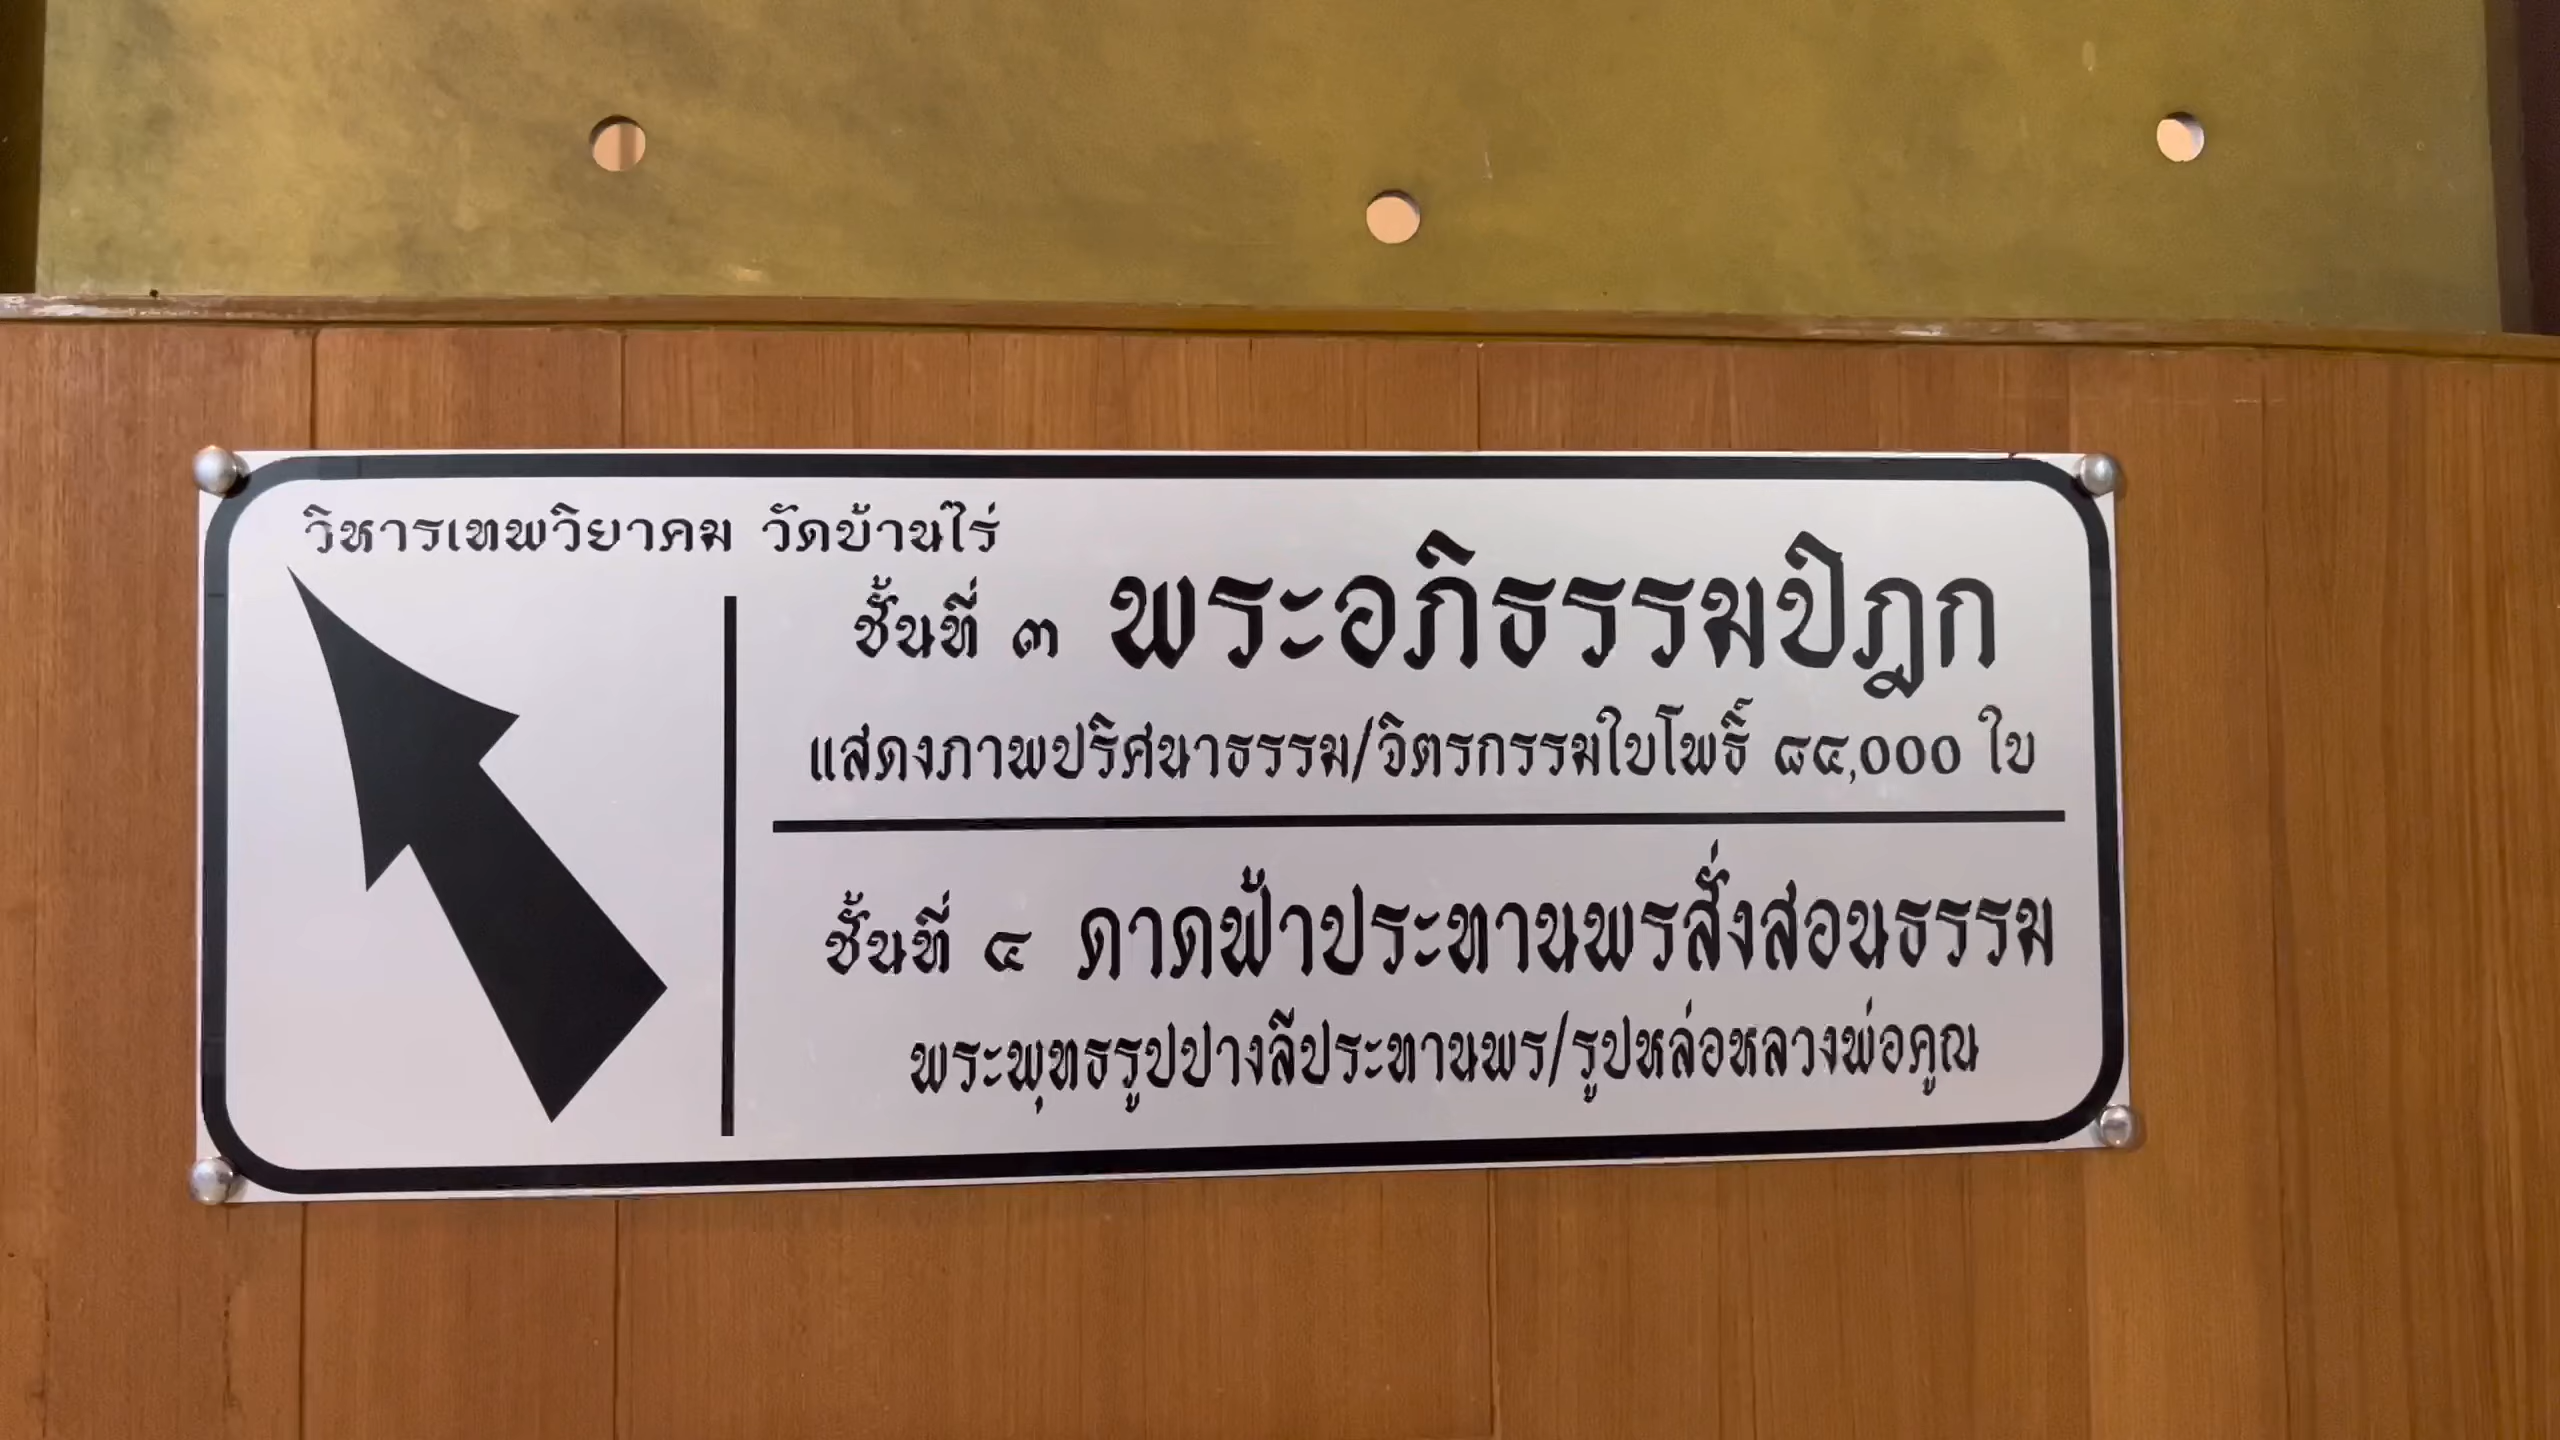 วิหารเทพวิยาคม วัดบ้านไร่
ชั้นที่ ๓ พระอภิธรรมปิฎก
แสดงภาพปริศนาธรรม/จิตรกรรมใบโพธิ์ ๘๔,๐๐๐ ใบ
ชั้นที่ ๔ ดาดฟ้าประทานพรสั่งสอนธรรม
พระพุทธรูปปางลีประทานพร/รูปหล่อหลวงพ่อคูณ